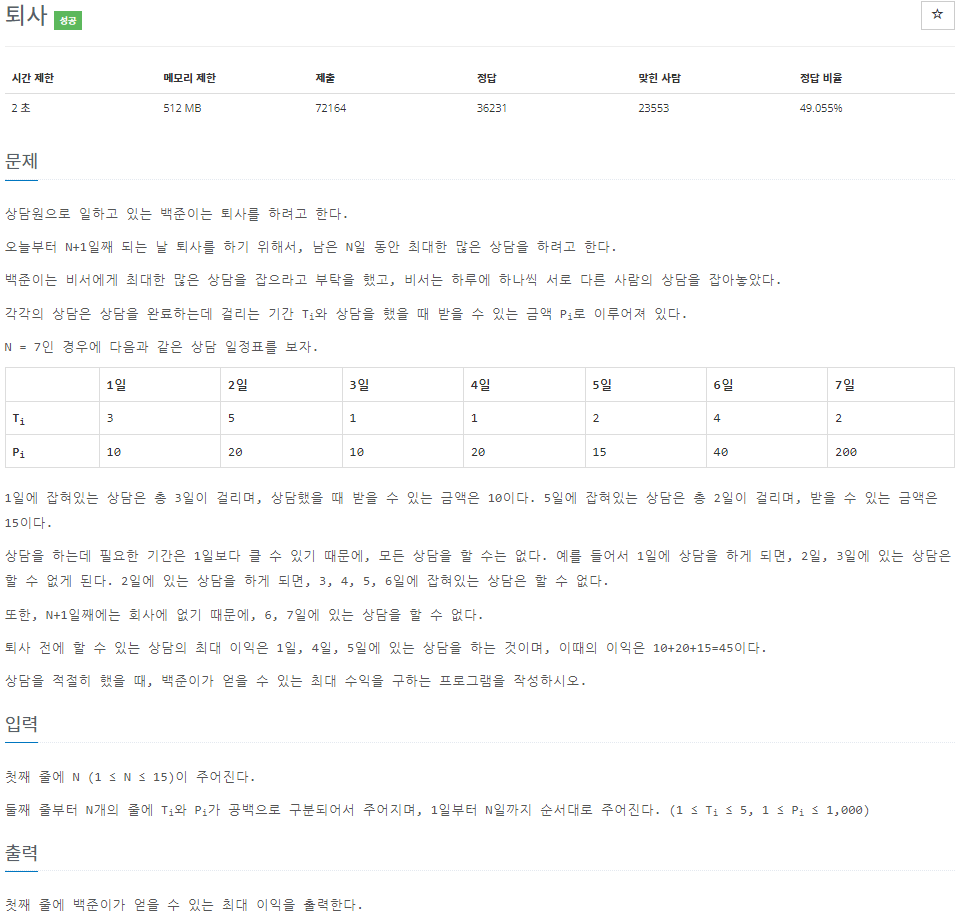 퇴사 성공
☆
시간 제한 메모리 제한 제출 정답 맞힌 사람 정답 비율
2 초 512 MB 72164 36231 23553 49.055%
문제
상담원으로 일하고 있는 백준이는 퇴사를 하려고 한다.
오늘부터 N+1일째 되는 날 퇴사를 하기 위해서, 남은 N일 동안 최대한 많은 상담을 하려고 한다.
백준이는 비서에게 최대한 많은 상담을 잡으라고 부탁을 했고, 비서는 하루에 하나씩 서로 다른 사람의 상담을 잡아놓았다.
각각의 상담은 상담을 완료하는데 걸리는 기간 Ti와 상담을 했을 때 받을 수 있는 금액 Pi로 이루어져 있다.
N = 7인 경우에 다음과 같은 상담 일정표를 보자.
1일 2일 3일 4일 5일 6일 7일
Ti 3 5 1 1 2 4 2
Pi 10 20 10 20 15 40 200
1일에 잡혀있는 상담은 총 3일이 걸리며, 상담했을 때 받을 수 있는 금액은 10이다. 5일에 잡혀있는 상담은 총 2일이 걸리며, 받을 수 있는 금액은
15이다.
상담을 하는데 필요한 기간은 1일보다 클 수 있기 때문에, 모든 상담을 할 수는 없다. 예를 들어서 1일에 상담을 하게 되면, 2일, 3일에 있는 상담은
할 수 없게 된다. 2일에 있는 상담을 하게 되면, 3, 4, 5, 6일에 잡혀있는 상담은 할 수 없다.
또한, N+1일째에는 회사에 없기 때문에, 6, 7일에 있는 상담을 할 수 없다.
퇴사 전에 할 수 있는 상담의 최대 이익은 1일, 4일, 5일에 있는 상담을 하는 것이며, 이때의 이익은 10+20+15=45이다.
상담을 적절히 했을 때, 백준이가 얻을 수 있는 최대 수익을 구하는 프로그램을 작성하시오.
입력
첫째 줄에 N (1 ≤ N ≤ 15)이 주어진다.
둘째 줄부터 N개의 줄에 Ti와 Pi가 공백으로 구분되어서 주어지며, 1일부터 N일까지 순서대로 주어진다. (1 ≤ Ti ≤ 5, 1 ≤ Pi ≤ 1,000)
출력
첫째 줄에 백준이가 얻을 수 있는 최대 이익을 출력한다.